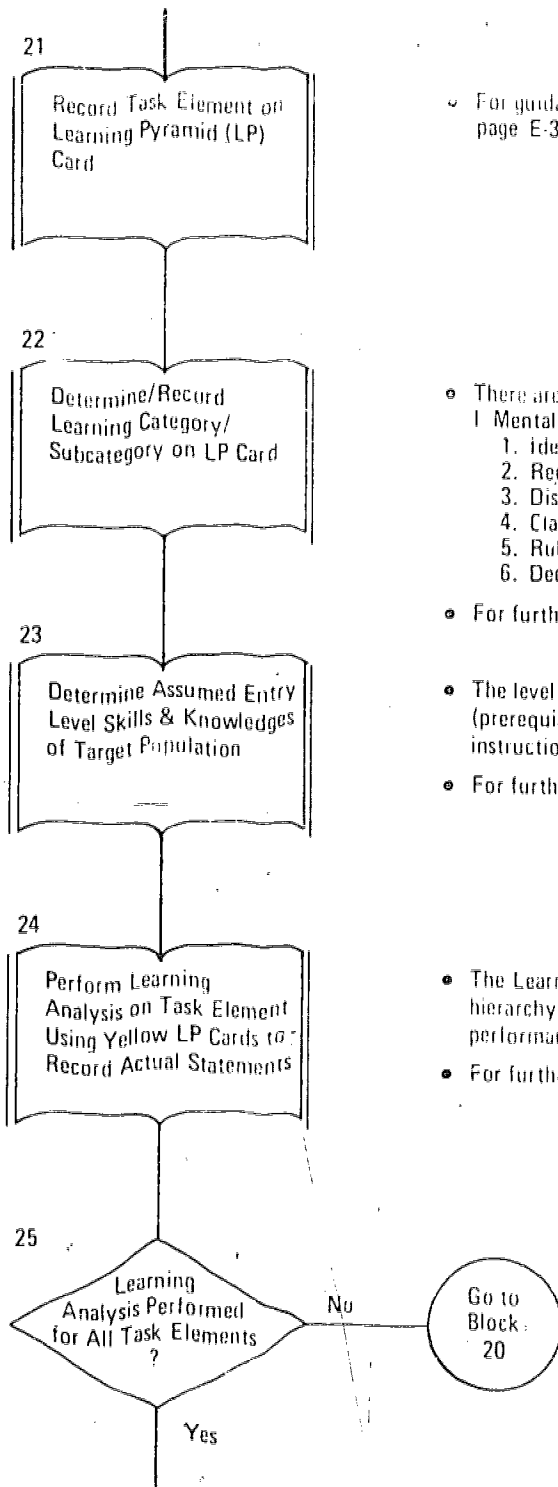 21
Record Task Element on
Learning Pyramid (LP)
Card
For guida
page E-3
22
Determine/Record
Learning Category/
Subcategory on LP Card
• There are
I Mental
1. Ide
2. Re
3. Dis
4. Cla
5. Rul
6. Dec
• For furth
23
Determine Assumed Entry
Level Skills & Knowledges
of Target Population
• The level
(prerequi
instructio
• For furth
24
Perform Learning
Analysis on Task Element
Using Yellow LP Cards to
Record Actual Statements
• The Learn
hierarchy
performan
• For furth
25
Learning
Analysis Performed
for All Task Elements
?
No
Go to
Block
20
Yes